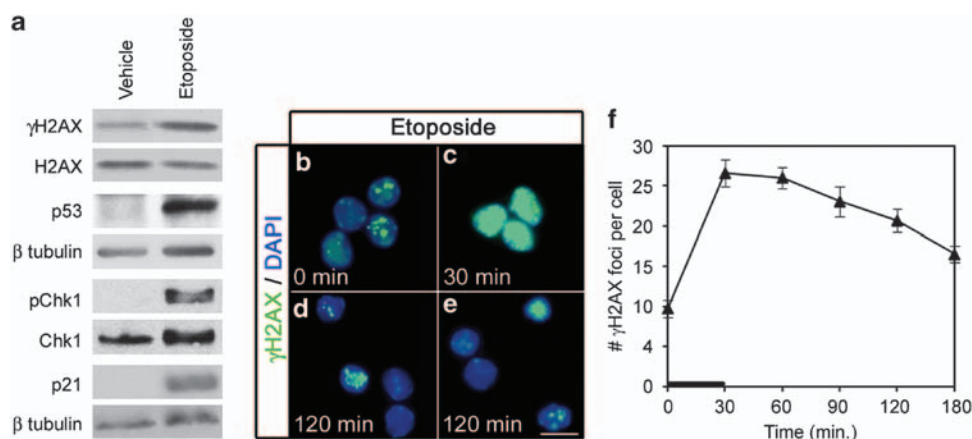 a
Vehicle
Etoposide
γH2AX
H2AX
p53
β tubulin
pChk1
Chk1
p21
β tubulin
Etoposide
γH2AX / DAPI
b
0 min
c
30 min
d
120 min
e
120 min
f
# γH2AX foci per cell
30
25
20
15
10
4
0
0
30
60
90
120
180
Time (min.)